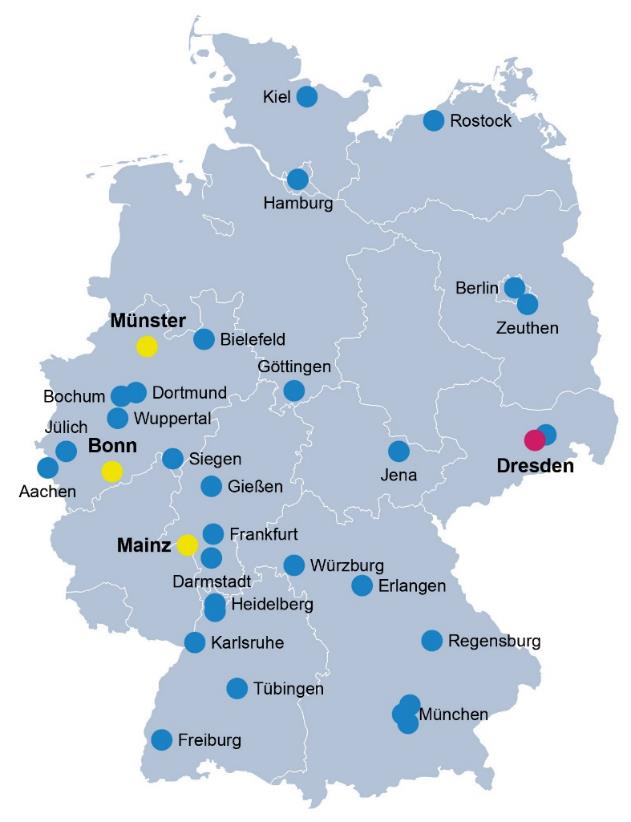 Kiel
Rostock
Hamburg
Berlin
Zeuthen
Münster
Bielefeld
Göttingen
Bochum
Dortmund
Wuppertal
Jülich
Bonn
Siegen
Aachen
Gießen
Jena
Dresden
Frankfurt
Mainz
Darmstadt
Würzburg
Erlangen
Heidelberg
Karlsruhe
Regensburg
Tübingen
München
Freiburg